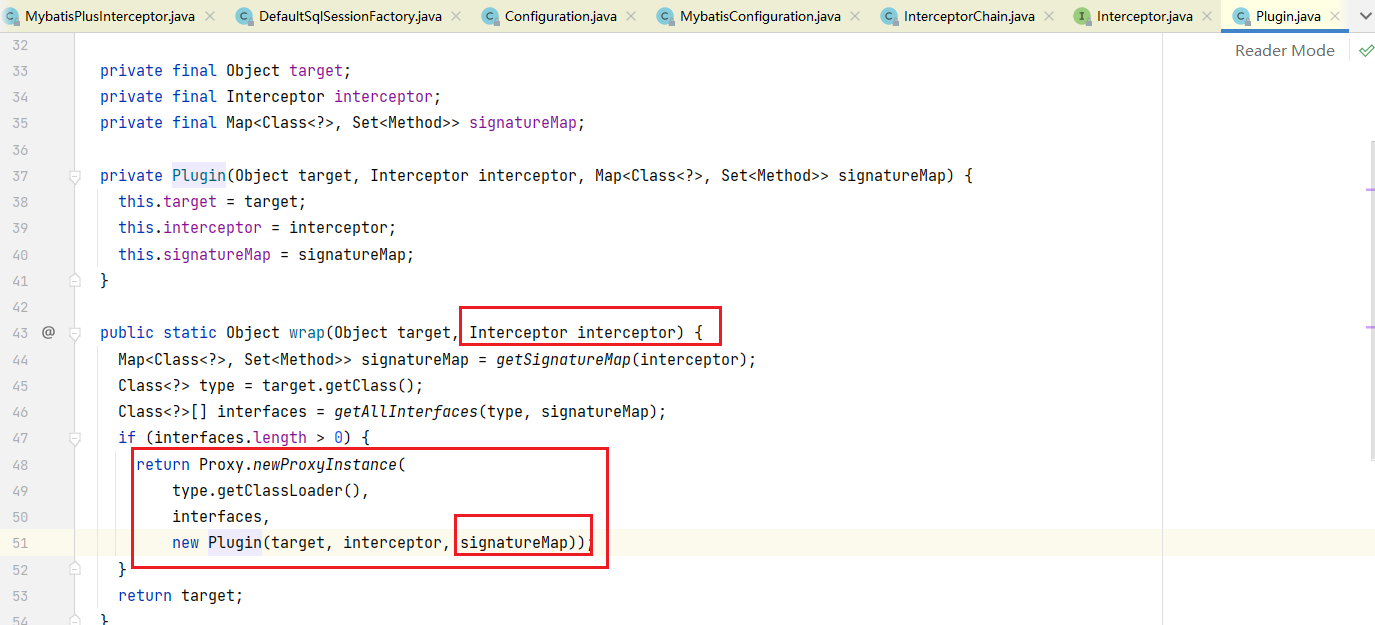 MybatisPlusInterceptor.java DefaultSqlSessionFactory.java Configuration.java MybatisConfiguration.java InterceptorChain.java Interceptor.java Plugin.java
Reader Mode
32
33 private final Object target;
34 private final Interceptor interceptor;
35 private final Map<Class<?>, Set<Method>> signatureMap;
36
37 private Plugin(Object target, Interceptor interceptor, Map<Class<?>, Set<Method>> signatureMap) {
38 this.target = target;
39 this.interceptor = interceptor;
40 this.signatureMap = signatureMap;
41 }
42
43 @ public static Object wrap(Object target, Interceptor interceptor) {
44 Map<Class<?>, Set<Method>> signatureMap = getSignatureMap(interceptor);
45 Class<?> type = target.getClass();
46 Class<?>[] interfaces = getAllInterfaces(type, signatureMap);
47 if (interfaces.length > 0) {
48 return Proxy.newProxyInstance(
49 type.getClassLoader(),
50 interfaces,
51 new Plugin(target, interceptor, signatureMap));
52 }
53 return target;
54 }